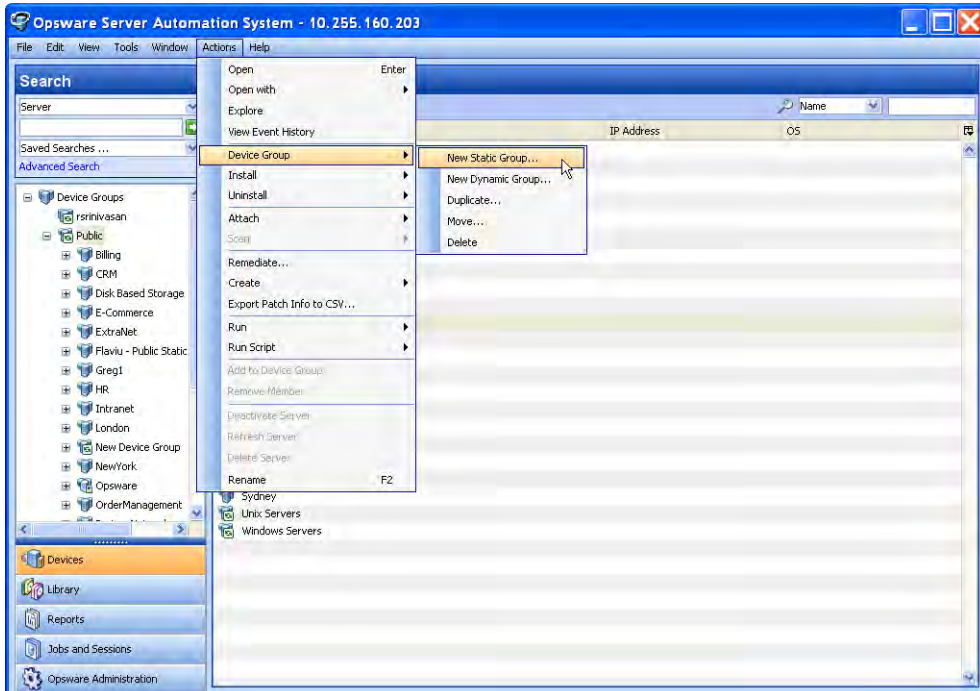 Opsware Server Automation System - 10.255.160.203
File Edit View Tools Window Actions Help
Search
Server
Saved Searches ...
Advanced Search
Device Groups
rsrinivasan
Public
Billing
CRM
Disk Based Storage
E-Commerce
ExtraNet
Flaviu - Public Static
Greg1
HR
Intranet
London
New Device Group
NewYork
Opsware
OrderManagement
Devices
Library
Reports
Jobs and Sessions
Opsware Administration
Open Enter
Open with
Explore
View Event History
Device Group
Install
Uninstall
Attach
Scan
Remediate...
Create
Export Patch Info to CSV...
Run
Run Script
Add to Device Group
Remove Member
Deactivate Server
Refresh Server
Delete Server
Rename F2
New Static Group...
New Dynamic Group...
Duplicate...
Move...
Delete
Name
IP Address OS
Sydney
Unix Servers
Windows Servers